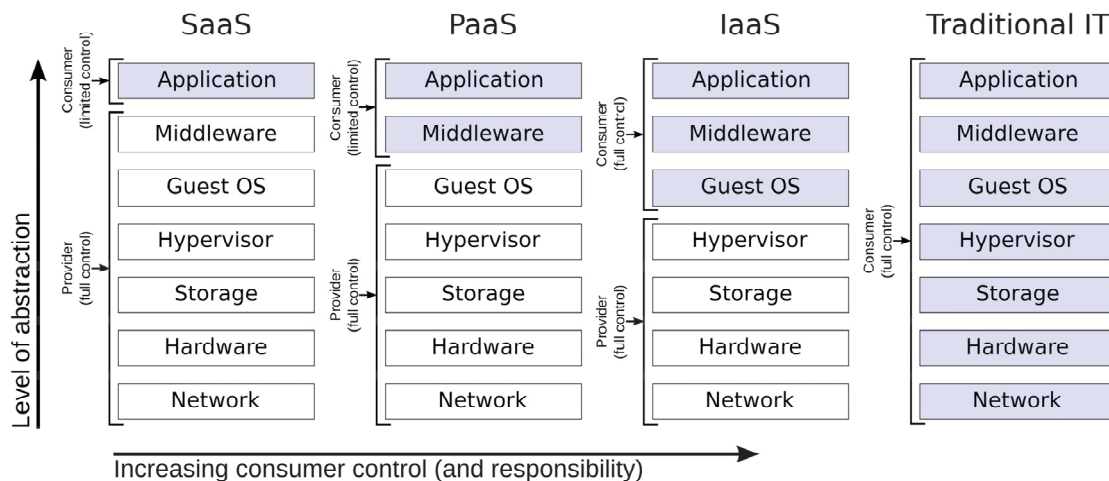 SaaS
PaaS
IaaS
Traditional IT
Level of abstraction
Consumer
(limited control)
Provider
(full control)
Application
Middleware
Guest OS
Hypervisor
Storage
Hardware
Network
Consumer
(limited control)
Provider
(full control)
Application
Middleware
Guest OS
Hypervisor
Storage
Hardware
Network
Consumer
(full control)
Provider
(full control)
Application
Middleware
Guest OS
Hypervisor
Storage
Hardware
Network
Consumer
(full control)
Application
Middleware
Guest OS
Hypervisor
Storage
Hardware
Network
Increasing consumer control (and responsibility)